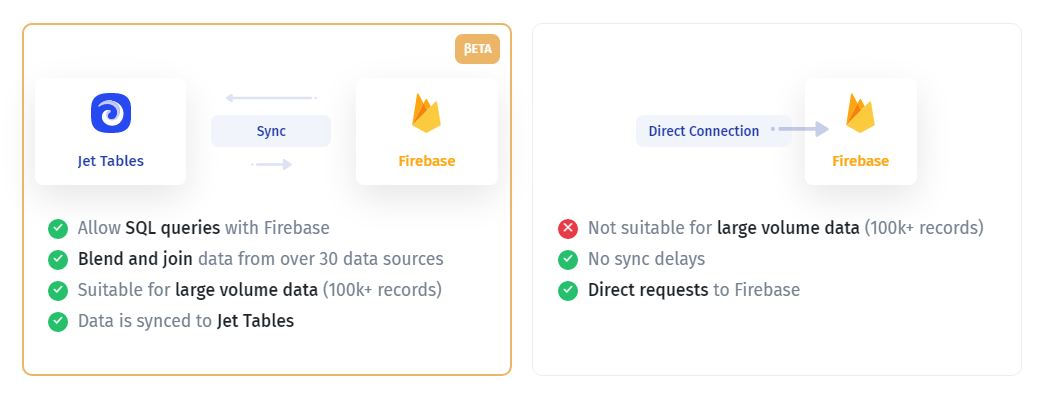 βETA
Jet Tables
Sync
Firebase
Allow SQL queries with Firebase
Blend and join data from over 30 data sources
Suitable for large volume data (100k+ records)
Data is synced to Jet Tables
Direct Connection
Firebase
Not suitable for large volume data (100k+ records)
No sync delays
Direct requests to Firebase